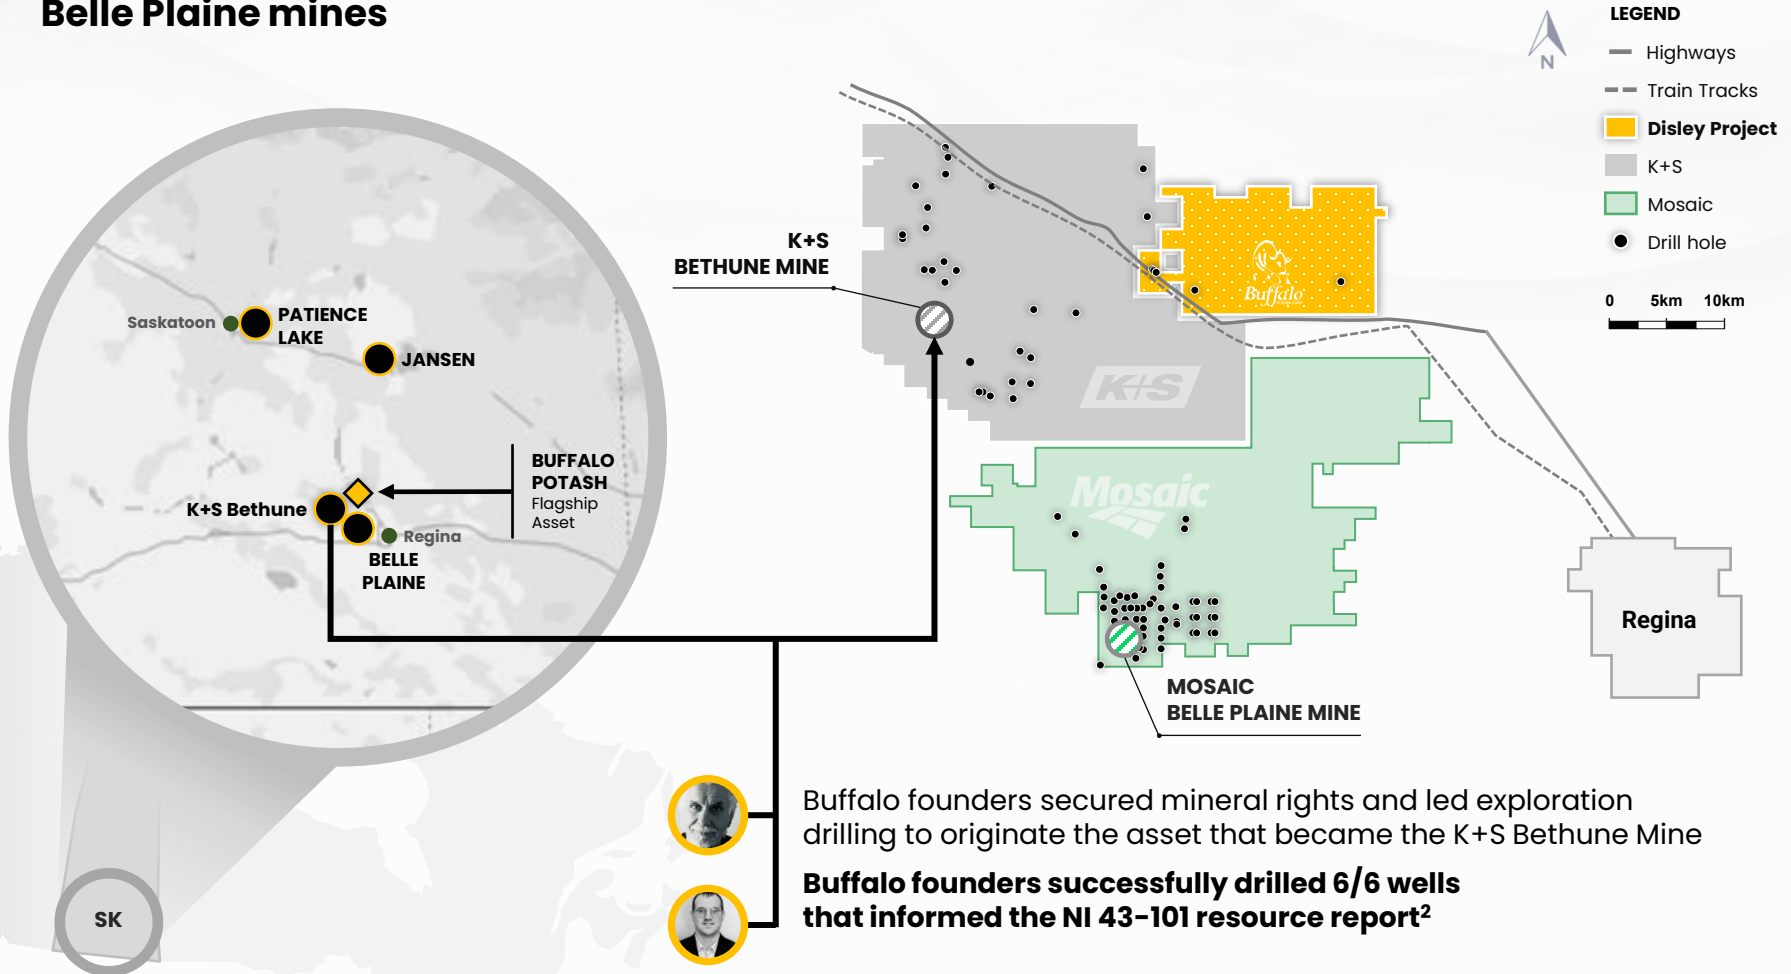 Belle Plaine mines
LEGEND
Highways
Train Tracks
Disley Project
K+S
Mosaic
Drill hole
0 5km 10km
N
Saskatoon
PATIENCE
LAKE
JANSEN
BUFFALO
POTASH
Flagship
Asset
K+S Bethune
Regina
BELLE
PLAINE
SK
K+S
BETHUNE MINE
Buffalo
K+S
Mosaic
MOSAIC
BELLE PLAINE MINE
Regina
Buffalo founders secured mineral rights and led exploration
drilling to originate the asset that became the K+S Bethune Mine
Buffalo founders successfully drilled 6/6 wells
that informed the NI 43-101 resource report²